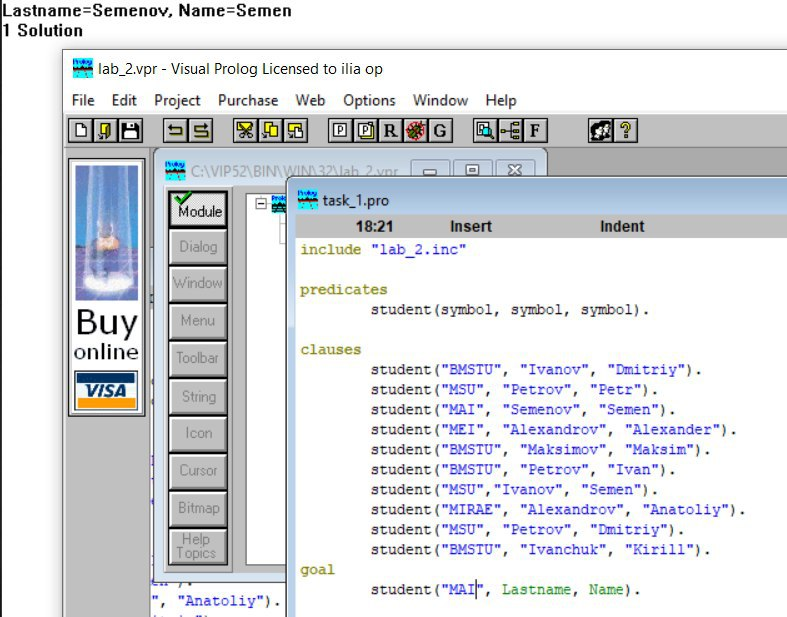 Lastname=Semenov, Name=Semen
1 Solution
lab_2.vpr - Visual Prolog Licensed to ilia op
File Edit Project Purchase Web Options Window Help
P P R G F ?
Prolog
C:\VIP52\BIN\WIN\32\lab_2.vpr
Module
Dialog
Window
Menu
Toolbar
String
Icon
Cursor
Bitmap
Help
Topics
Buy
online
VISA
task_1.pro
18:21 Insert Indent
include "lab_2.inc"
predicates
student(symbol, symbol, symbol).
clauses
student("BMSTU", "Ivanov", "Dmitriy").
student("MSU", "Petrov", "Petr").
student("MAI", "Semenov", "Semen").
student("MEI", "Alexandrov", "Alexander").
student("BMSTU", "Maksimov", "Maksim").
student("BMSTU", "Petrov", "Ivan").
student("MSU","Ivanov", "Semen").
student("MIRAE", "Alexandrov", "Anatoliy").
student("MSU", "Petrov", "Dmitriy").
student("BMSTU", "Ivanchuk", "Kirill").
goal
student("MAI", Lastname, Name).
", "Anatoliy").